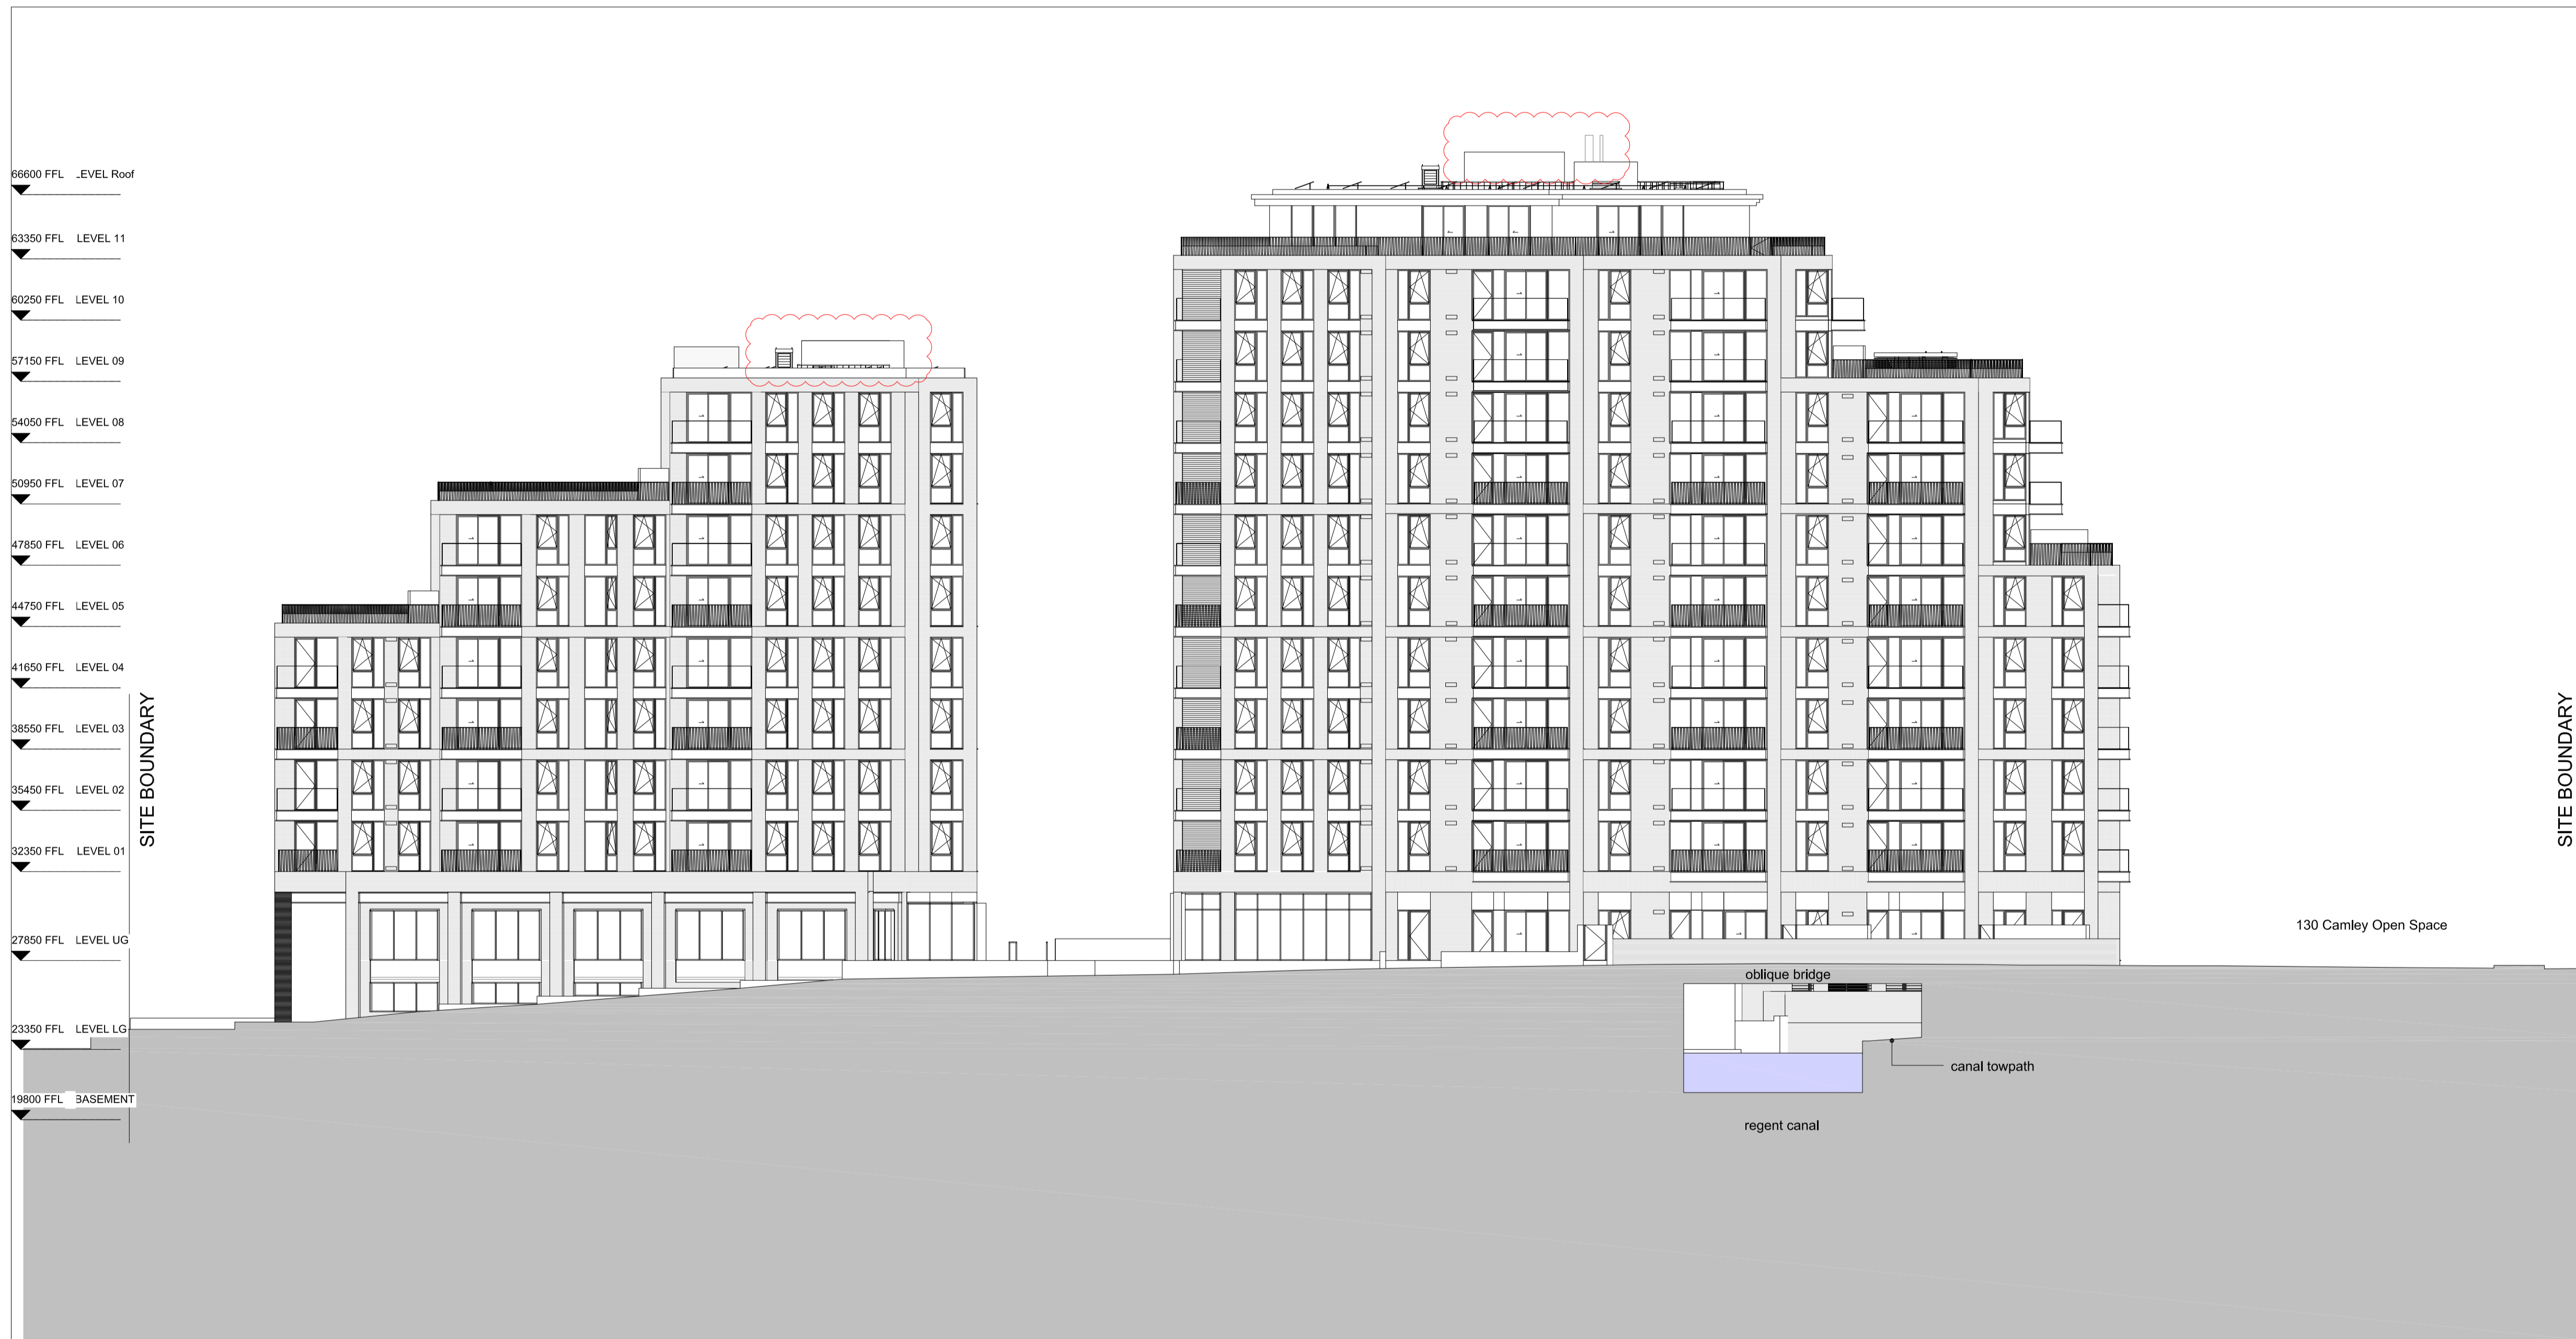 66600 FFL LEVEL Roof
63350 FFL LEVEL 11
60250 FFL LEVEL 10
57150 FFL LEVEL 09
54050 FFL LEVEL 08
50950 FFL LEVEL 07
47850 FFL LEVEL 06
44750 FFL LEVEL 05
41650 FFL LEVEL 04
38550 FFL LEVEL 03
35450 FFL LEVEL 02
32350 FFL LEVEL 01
27850 FFL LEVEL UG
23350 FFL LEVEL LG
19800 FFL BASEMENT
SITE BOUNDARY
SITE BOUNDARY
130 Camley Open Space
oblique bridge
canal towpath
regent canal